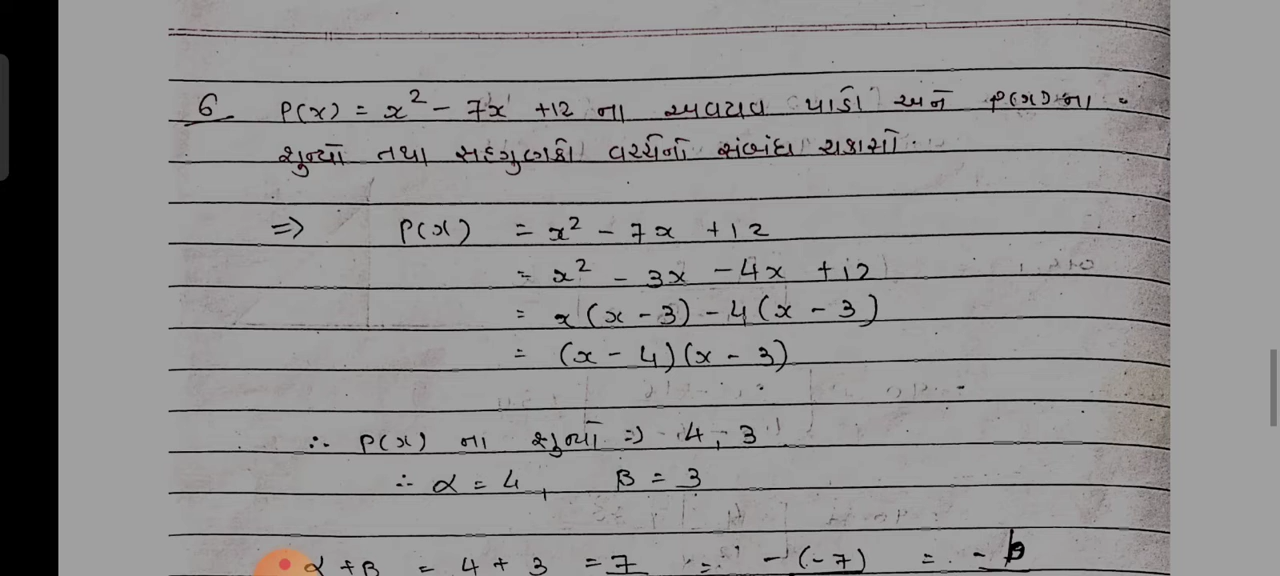 6 P(x) = x² - 7x + 12 ના અવયવ પાડો અને P(x) ના
શુન્યો તથા સહગુણકો વચ્ચેનો સંબંધ ચકાસો.
=> P(x) = x² - 7x + 12
= x² - 3x - 4x + 12
= x(x - 3) - 4(x - 3)
= (x - 4)(x - 3)
∴ P(x) ના શુન્યો => 4, 3
∴ α = 4, β = 3
α + β = 4 + 3 = 7 = -(-7) = -b